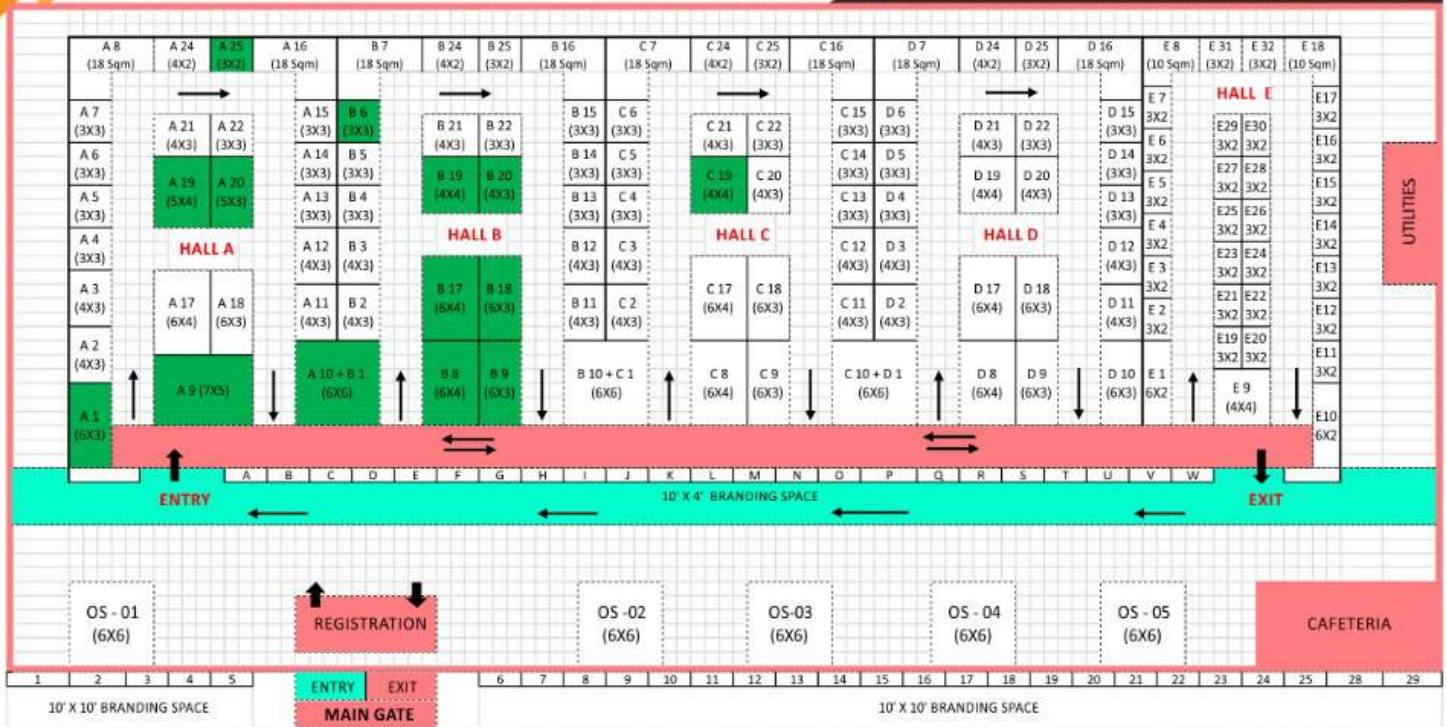 A 8
(18 Sqm)
A 24
(4X2)
A 25
(3X2)
A 16
(18 Sqm)
B 7
(18 Sqm)
B 24
(4X2)
B 25
(3X2)
B 16
(18 Sqm)
C 7
(18 Sqm)
C 24
(4X2)
C 25
(3X2)
C 16
(18 Sqm)
D 7
(18 Sqm)
D 24
(4X2)
D 25
(3X2)
D 16
(18 Sqm)
E 8
(10 Sqm)
E 31
(3X2)
E 32
(3X2)
E 18
(10 Sqm)
A 7
(3X3)
A 6
(3X3)
A 5
(3X3)
A 4
(3X3)
A 3
(4X3)
A 2
(4X3)
A 1
(6X3)
A 21
(4X3)
A 22
(3X3)
A 19
(5X4)
A 20
(5X3)
HALL A
A 17
(6X4)
A 18
(6X3)
A 9 (7X5)
A 15
(3X3)
A 14
(3X3)
A 13
(3X3)
A 12
(4X3)
A 11
(4X3)
B 6
(3X3)
B 5
(3X3)
B 4
(3X3)
B 3
(4X3)
B 2
(4X3)
A 10 + B 1
(6X6)
B 21
(4X3)
B 22
(3X3)
B 19
(4X4)
B 20
(4X3)
HALL B
B 17
(6X4)
B 18
(6X3)
B 8
(6X4)
B 9
(6X3)
B 15
(3X3)
B 14
(3X3)
B 13
(3X3)
B 12
(4X3)
B 11
(4X3)
C 6
(3X3)
C 5
(3X3)
C 4
(3X3)
C 3
(4X3)
C 2
(4X3)
B 10 + C 1
(6X6)
C 21
(4X3)
C 22
(3X3)
C 19
(4X4)
C 20
(4X3)
HALL C
C 17
(6X4)
C 18
(6X3)
C 8
(6X4)
C 9
(6X3)
C 15
(3X3)
C 14
(3X3)
C 13
(3X3)
C 12
(4X3)
C 11
(4X3)
D 6
(3X3)
D 5
(3X3)
D 4
(3X3)
D 3
(4X3)
D 2
(4X3)
C 10 + D 1
(6X6)
D 21
(4X3)
D 22
(3X3)
D 19
(4X4)
D 20
(4X3)
HALL D
D 17
(6X4)
D 18
(6X3)
D 8
(6X4)
D 9
(6X3)
D 15
(3X3)
D 14
(3X3)
D 13
(3X3)
D 12
(4X3)
D 11
(4X3)
D 10
(6X3)
E 7
3X2
E 6
3X2
E 5
3X2
E 4
3X2
E 3
3X2
E 2
3X2
E 1
6X2
HALL E
E29 E30
3X2 3X2
E27 E28
3X2 3X2
E25 E26
3X2 3X2
E23 E24
3X2 3X2
E21 E22
3X2 3X2
E19 E20
3X2 3X2
E 9
(4X4)
E17
3X2
E16
3X2
E15
3X2
E14
3X2
E13
3X2
E12
3X2
E11
3X2
E10
6X2
UTILITIES
A B C D E F G H I J K L M N O P Q R S T U V W
ENTRY
10' X 4' BRANDING SPACE
EXIT
OS - 01
(6X6)
REGISTRATION
OS -02
(6X6)
OS-03
(6X6)
OS - 04
(6X6)
OS - 05
(6X6)
CAFETERIA
1 2 3 4 5
ENTRY EXIT
6 7 8 9 10 11 12 13 14 15 16 17 18 19 20 21 22 23 24 25 28 29
10' X 10' BRANDING SPACE
MAIN GATE
10' X 10' BRANDING SPACE